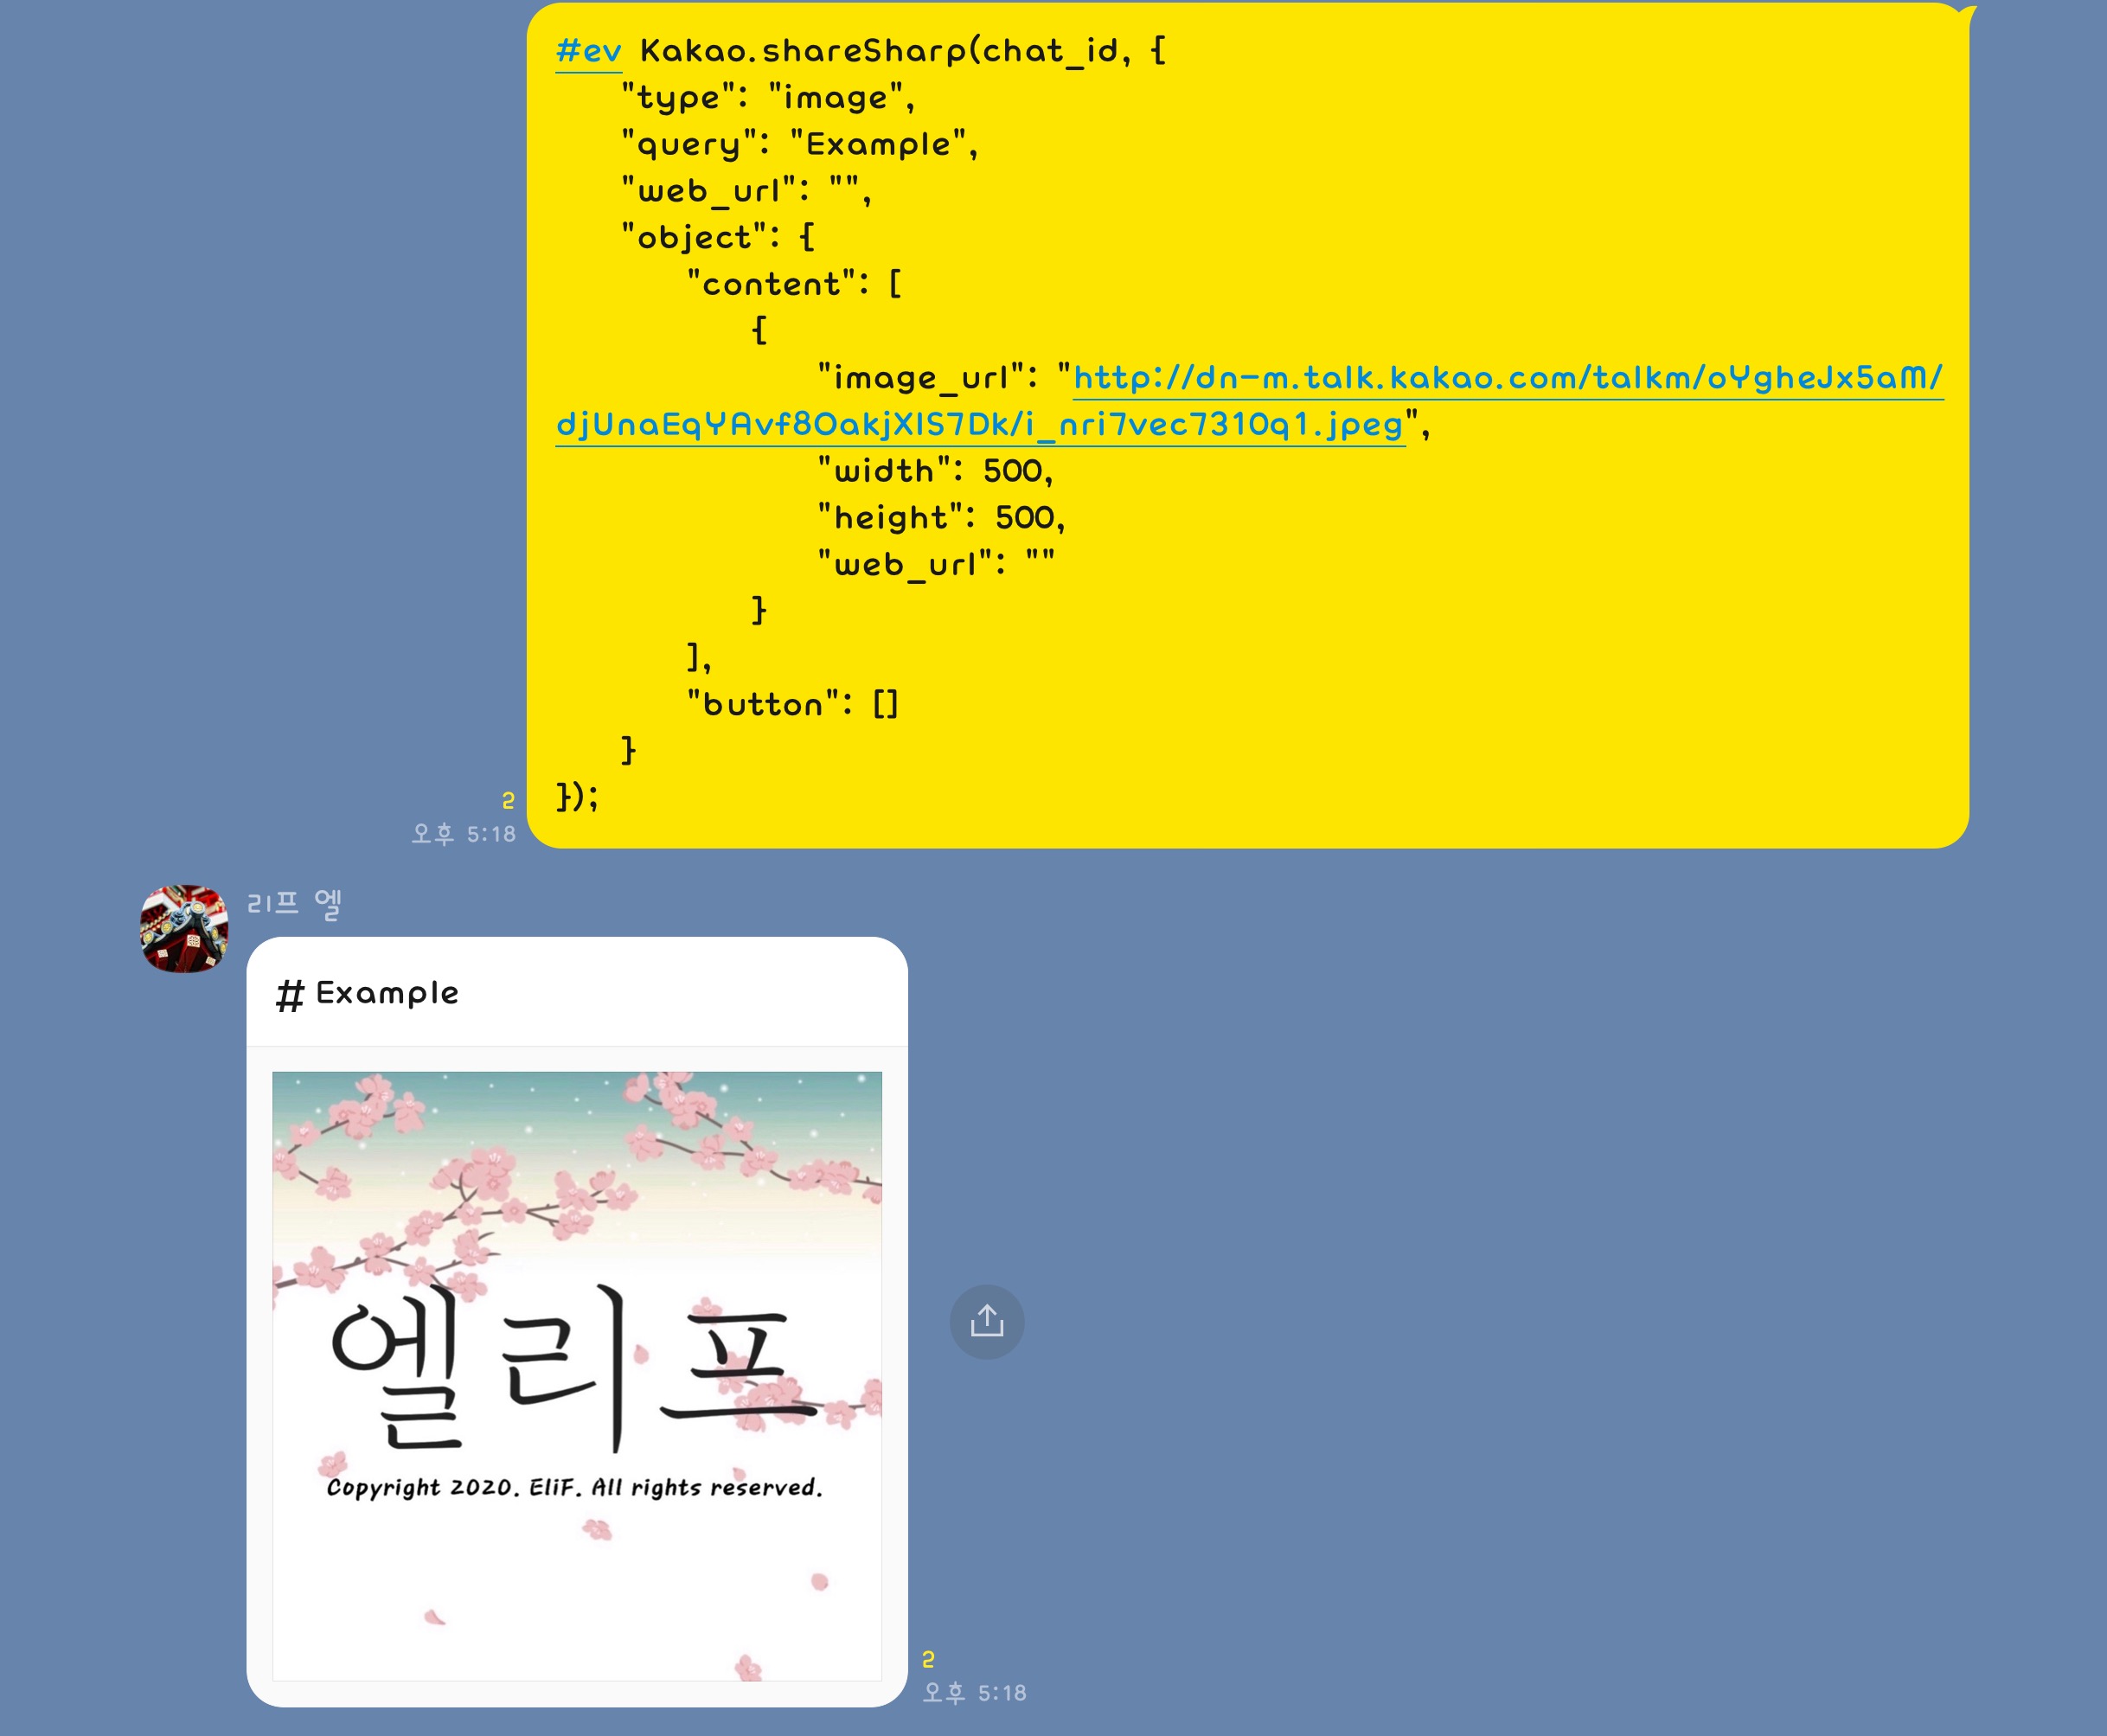 #ev Kakao.shareSharp(chat_id, {
"type": "image",
"query": "Example",
"web_url": "",
"object": {
"content": [
{
"image_url": "http://dn-m.talk.kakao.com/talkm/oYgheJx5aM/
djUnaEqYAvf8OakjXIS7Dk/i_nri7vec7310q1.jpeg",
"width": 500,
"height": 500,
"web_url": ""
}
],
"button": []
}
});
2
오후 5:18
리프 엘
# Example
엘리프
Copyright 2020. EliF. All rights reserved.
2
오후 5:18